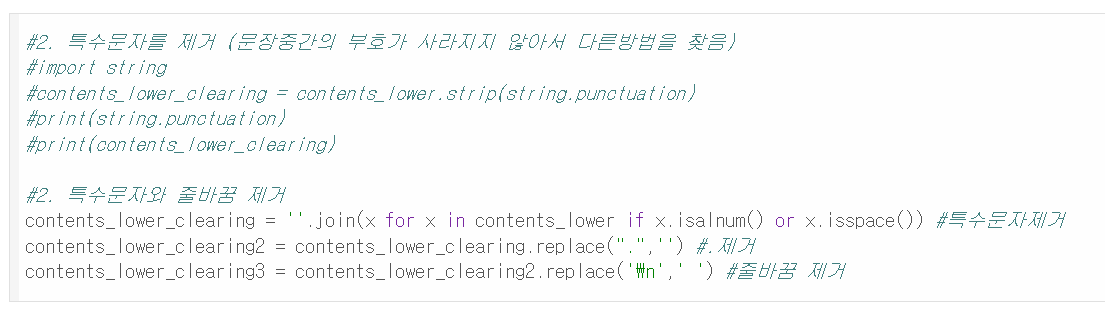 #2. 특수문자를 제거 (문장중간의 부호가 사라지지 않아서 다른방법을 찾음)
#import string
#contents_lower_clearing = contents_lower.strip(string.punctuation)
#print(string.punctuation)
#print(contents_lower_clearing)
#2. 특수문자와 줄바꿈 제거
contents_lower_clearing = ''.join(x for x in contents_lower if x.isalnum() or x.isspace()) #특수문자제거
contents_lower_clearing2 = contents_lower_clearing.replace(".",'') #.제거
contents_lower_clearing3 = contents_lower_clearing2.replace('₩n',' ') #줄바꿈 제거